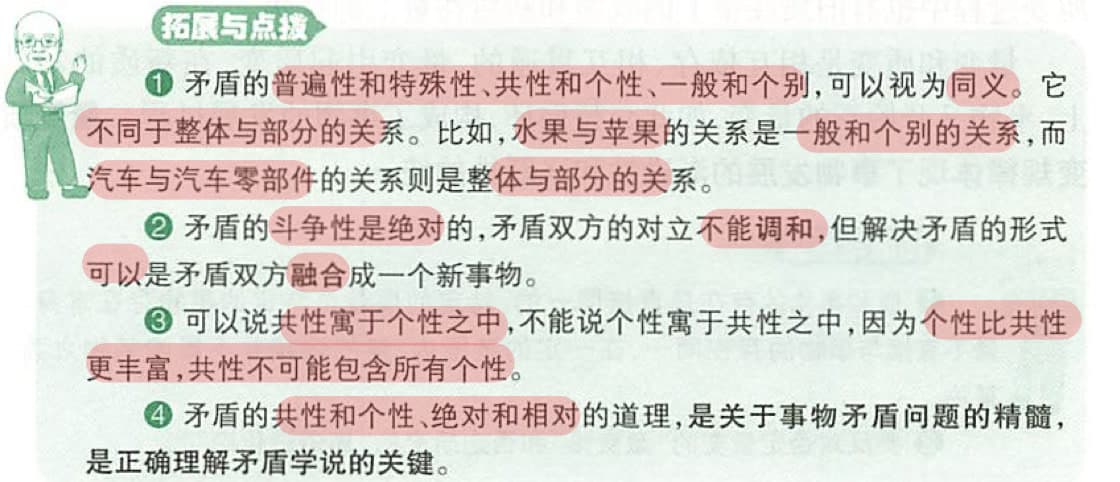 拓展与点拨
❶ 矛盾的普遍性和特殊性、共性和个性、一般和个别,可以视为同义。它
不同于整体与部分的关系。比如,水果与苹果的关系是一般和个别的关系,而
汽车与汽车零部件的关系则是整体与部分的关系。
❷ 矛盾的斗争性是绝对的,矛盾双方的对立不能调和,但解决矛盾的形式
可以是矛盾双方融合成一个新事物。
❸ 可以说共性寓于个性之中,不能说个性寓于共性之中,因为个性比共性
更丰富,共性不可能包含所有个性。
❹ 矛盾的共性和个性、绝对和相对的道理,是关于事物矛盾问题的精髓,
是正确理解矛盾学说的关键。